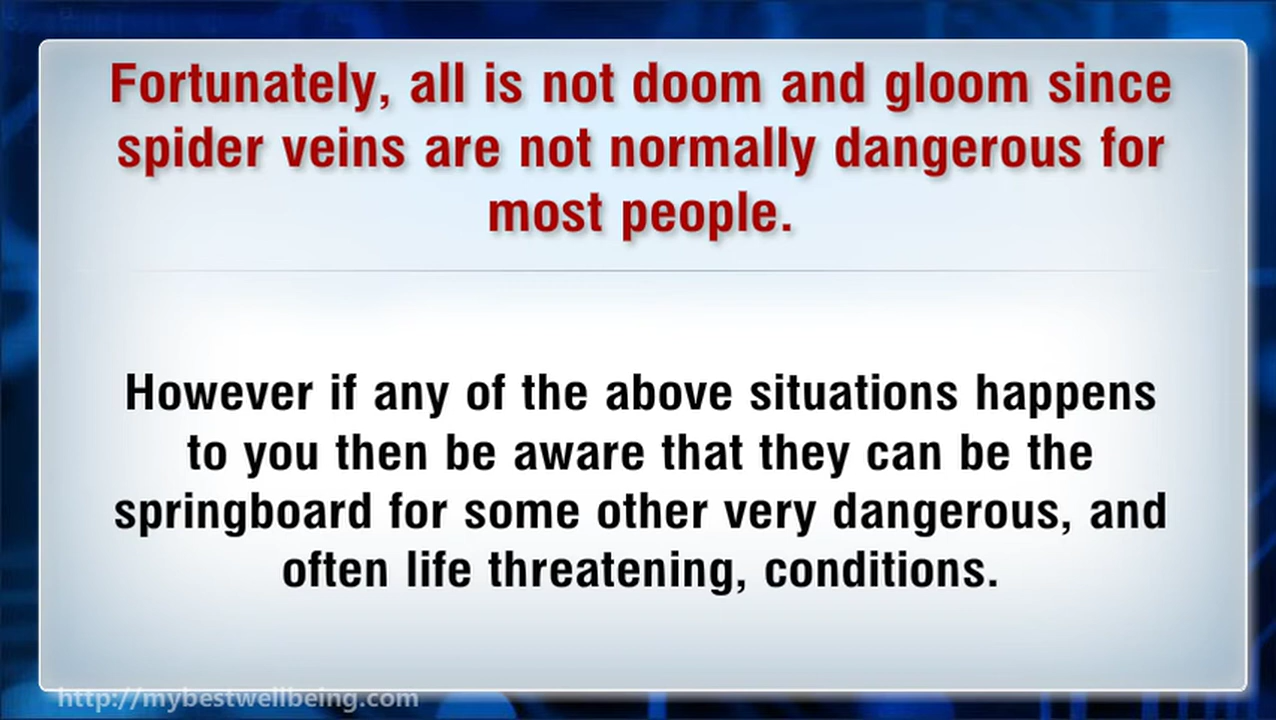 Fortunately, all is not doom and gloom since
spider veins are not normally dangerous for
most people.
However if any of the above situations happens
to you then be aware that they can be the
springboard for some other very dangerous, and
often life threatening, conditions.
http://mybestwellbeing.com